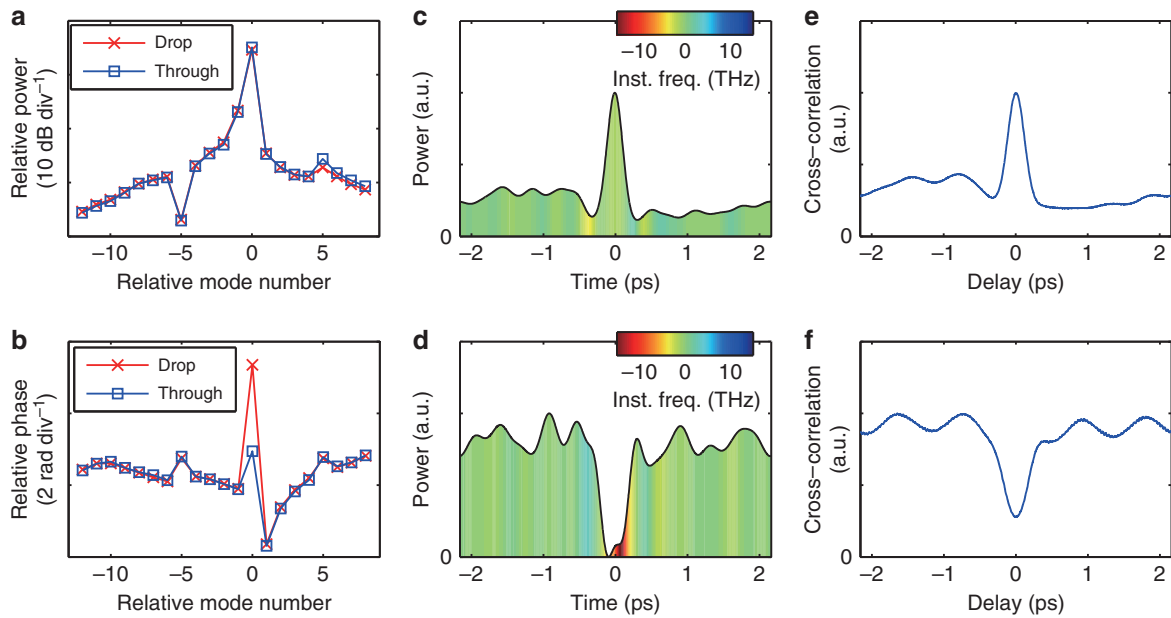 a
Drop
Through
Relative power
(10 dB div⁻¹)
−10
−5
0
5
Relative mode number
c
−10
0
10
Inst. freq. (THz)
Power (a.u.)
0
−2
−1
0
1
2
Time (ps)
e
Cross−correlation
(a.u.)
0
−2
−1
0
1
2
Delay (ps)
b
Drop
Through
Relative phase
(2 rad div⁻¹)
−10
−5
0
5
Relative mode number
d
−10
0
10
Inst. freq. (THz)
Power (a.u.)
0
−2
−1
0
1
2
Time (ps)
f
Cross−correlation
(a.u.)
0
−2
−1
0
1
2
Delay (ps)